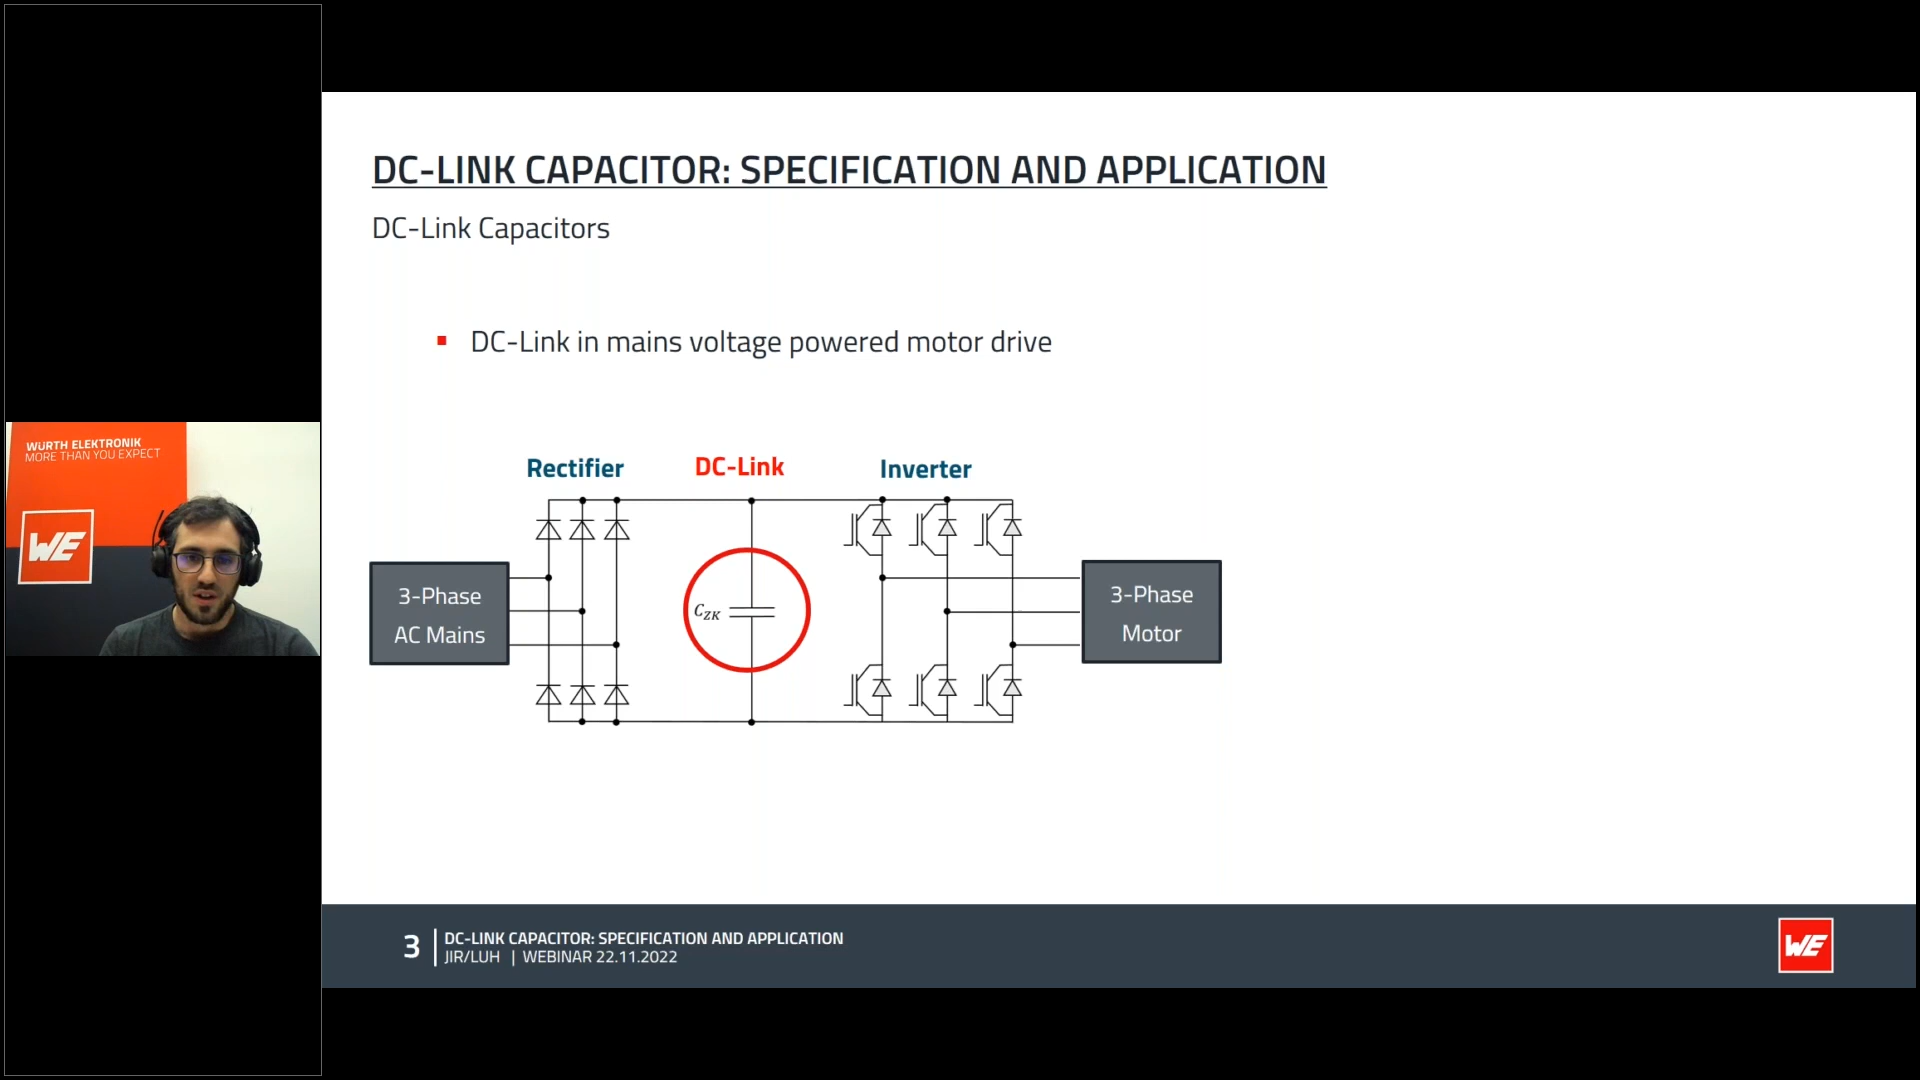 DC-LINK CAPACITOR: SPECIFICATION AND APPLICATION
DC-Link Capacitors
DC-Link in mains voltage powered motor drive
Rectifier
DC-Link
Inverter
3-Phase
AC Mains
C_ZK
3-Phase
Motor
WURTH ELEKTRONIK
MORE THAN YOU EXPECT
WE
3
DC-LINK CAPACITOR: SPECIFICATION AND APPLICATION
JIR/LUH | WEBINAR 22.11.2022
WE